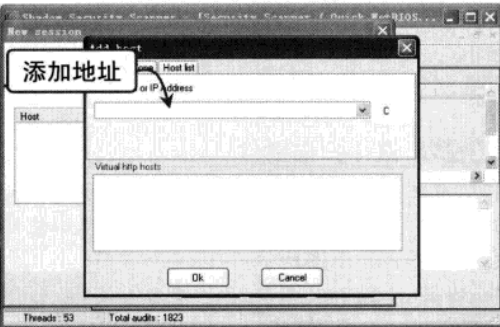 Shadow Security Scanner - [Security Scanner / Quick NetBIOS...
New session
Add host
Host list
添加地址
or IP Address
C
Host
Virtual http hosts
Ok
Cancel
Threads : 53
Total audits : 1823